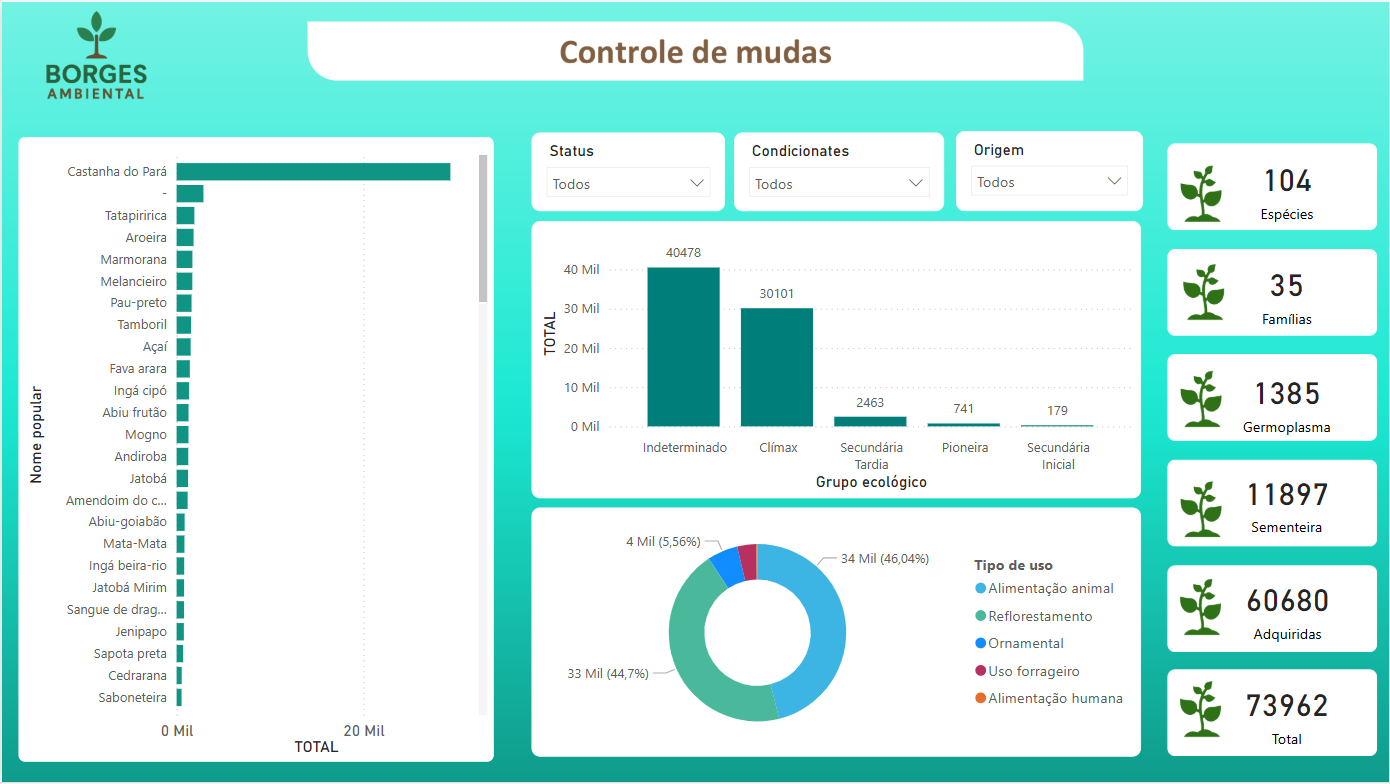 BORGES
AMBIENTAL
Controle de mudas
Nome popular
Castanha do Pará
-
Tatapiririca
Aroeira
Marmorana
Melancieiro
Pau-preto
Tamboril
Açaí
Fava arara
Ingá cipó
Abiu frutão
Mogno
Andiroba
Jatobá
Amendoim do c...
Abiu-goiabão
Mata-Mata
Ingá beira-rio
Jatobá Mirim
Sangue de drag...
Jenipapo
Sapota preta
Cedrarana
Saboneteira
0 Mil 20 Mil
TOTAL
Status
Todos
Condicionates
Todos
Origem
Todos
TOTAL
40 Mil
30 Mil
20 Mil
10 Mil
0 Mil
40478
30101
2463
741
179
Indeterminado
Clímax
Secundária
Tardia
Pioneira
Secundária
Inicial
Grupo ecológico
4 Mil (5,56%)
34 Mil (46,04%)
33 Mil (44,7%)
Tipo de uso
Alimentação animal
Reflorestamento
Ornamental
Uso forrageiro
Alimentação humana
104
Espécies
35
Famílias
1385
Germoplasma
11897
Sementeira
60680
Adquiridas
73962
Total